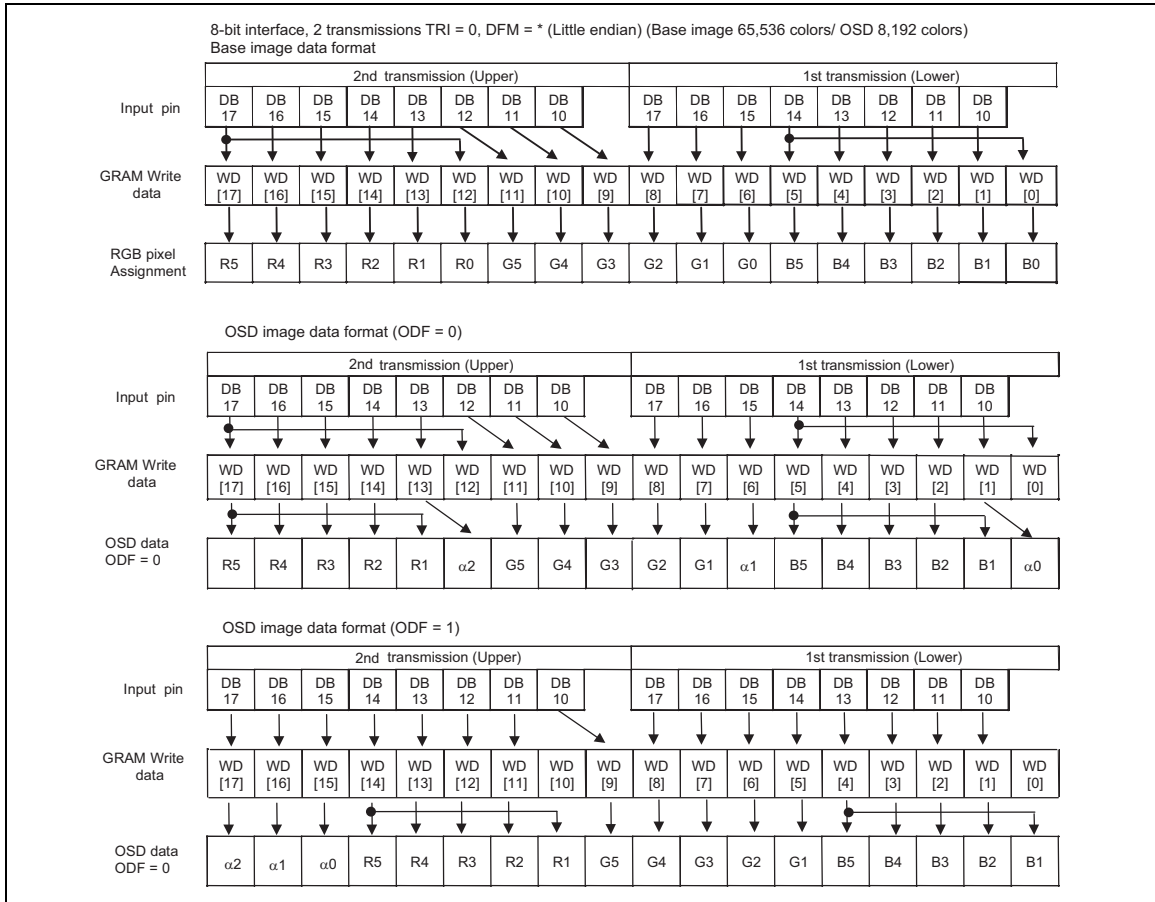 8-bit interface, 2 transmissions TRI = 0, DFM = * (Little endian) (Base image 65,536 colors/ OSD 8,192 colors)
Base image data format
2nd transmission (Upper) 1st transmission (Lower)
Input pin DB 17 DB 16 DB 15 DB 14 DB 13 DB 12 DB 11 DB 10 DB 17 DB 16 DB 15 DB 14 DB 13 DB 12 DB 11 DB 10
GRAM Write data WD [17] WD [16] WD [15] WD [14] WD [13] WD [12] WD [11] WD [10] WD [9] WD [8] WD [7] WD [6] WD [5] WD [4] WD [3] WD [2] WD [1] WD [0]
RGB pixel Assignment R5 R4 R3 R2 R1 R0 G5 G4 G3 G2 G1 G0 B5 B4 B3 B2 B1 B0
OSD image data format (ODF = 0)
2nd transmission (Upper) 1st transmission (Lower)
Input pin DB 17 DB 16 DB 15 DB 14 DB 13 DB 12 DB 11 DB 10 DB 17 DB 16 DB 15 DB 14 DB 13 DB 12 DB 11 DB 10
GRAM Write data WD [17] WD [16] WD [15] WD [14] WD [13] WD [12] WD [11] WD [10] WD [9] WD [8] WD [7] WD [6] WD [5] WD [4] WD [3] WD [2] WD [1] WD [0]
OSD data ODF = 0 R5 R4 R3 R2 R1 α2 G5 G4 G3 G2 G1 α1 B5 B4 B3 B2 B1 α0
OSD image data format (ODF = 1)
2nd transmission (Upper) 1st transmission (Lower)
Input pin DB 17 DB 16 DB 15 DB 14 DB 13 DB 12 DB 11 DB 10 DB 17 DB 16 DB 15 DB 14 DB 13 DB 12 DB 11 DB 10
GRAM Write data WD [17] WD [16] WD [15] WD [14] WD [13] WD [12] WD [11] WD [10] WD [9] WD [8] WD [7] WD [6] WD [5] WD [4] WD [3] WD [2] WD [1] WD [0]
OSD data ODF = 0 α2 α1 α0 R5 R4 R3 R2 R1 G5 G4 G3 G2 G1 B5 B4 B3 B2 B1